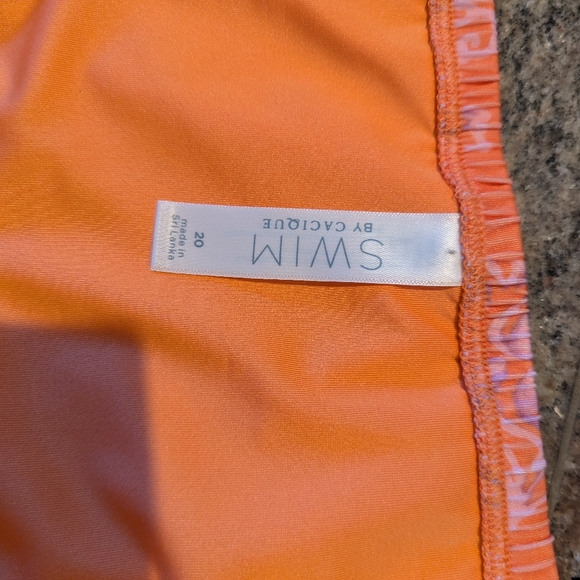 SWIM
BY CACIQUE
20
made in
Sri Lanka